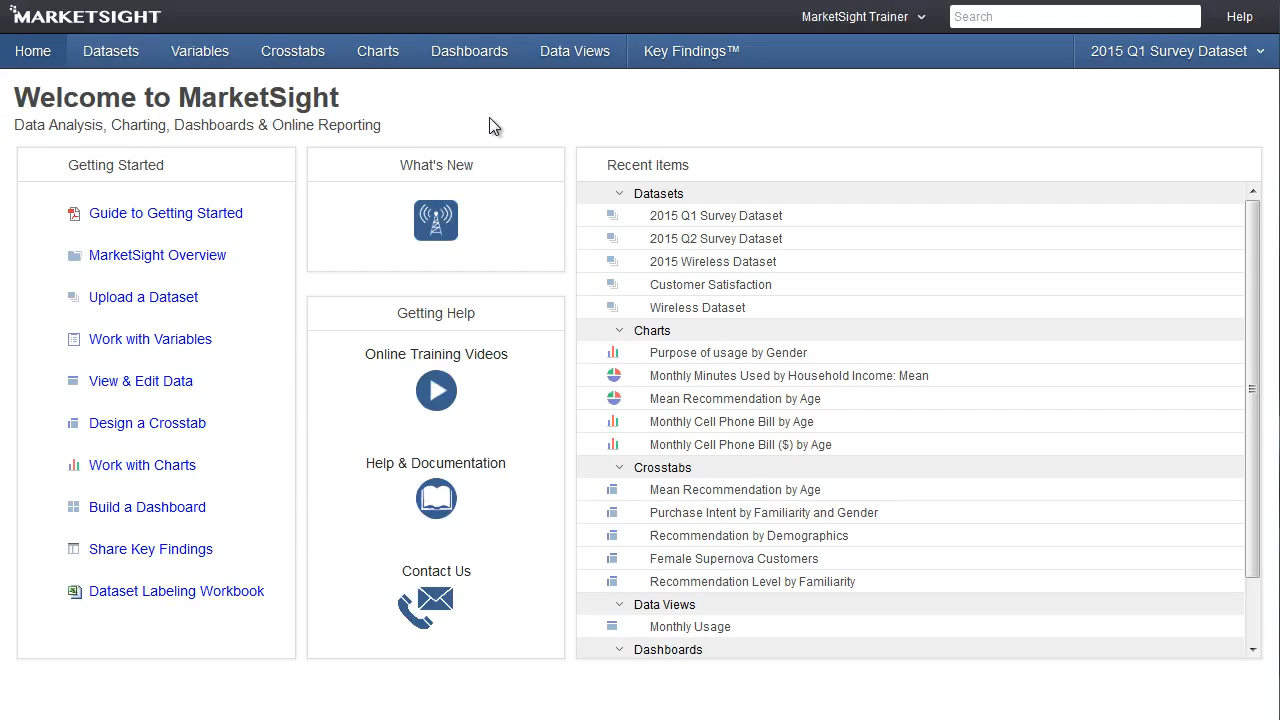 MARKETSIGHT
MarketSight Trainer
Search
Help
Home
Datasets
Variables
Crosstabs
Charts
Dashboards
Data Views
Key Findings™
2015 Q1 Survey Dataset
Welcome to MarketSight
Data Analysis, Charting, Dashboards & Online Reporting
Getting Started
Guide to Getting Started
MarketSight Overview
Upload a Dataset
Work with Variables
View & Edit Data
Design a Crosstab
Work with Charts
Build a Dashboard
Share Key Findings
Dataset Labeling Workbook
What's New
Getting Help
Online Training Videos
Help & Documentation
Contact Us
Recent Items
Datasets
2015 Q1 Survey Dataset
2015 Q2 Survey Dataset
2015 Wireless Dataset
Customer Satisfaction
Wireless Dataset
Charts
Purpose of usage by Gender
Monthly Minutes Used by Household Income: Mean
Mean Recommendation by Age
Monthly Cell Phone Bill by Age
Monthly Cell Phone Bill ($) by Age
Crosstabs
Mean Recommendation by Age
Purchase Intent by Familiarity and Gender
Recommendation by Demographics
Female Supernova Customers
Recommendation Level by Familiarity
Data Views
Monthly Usage
Dashboards